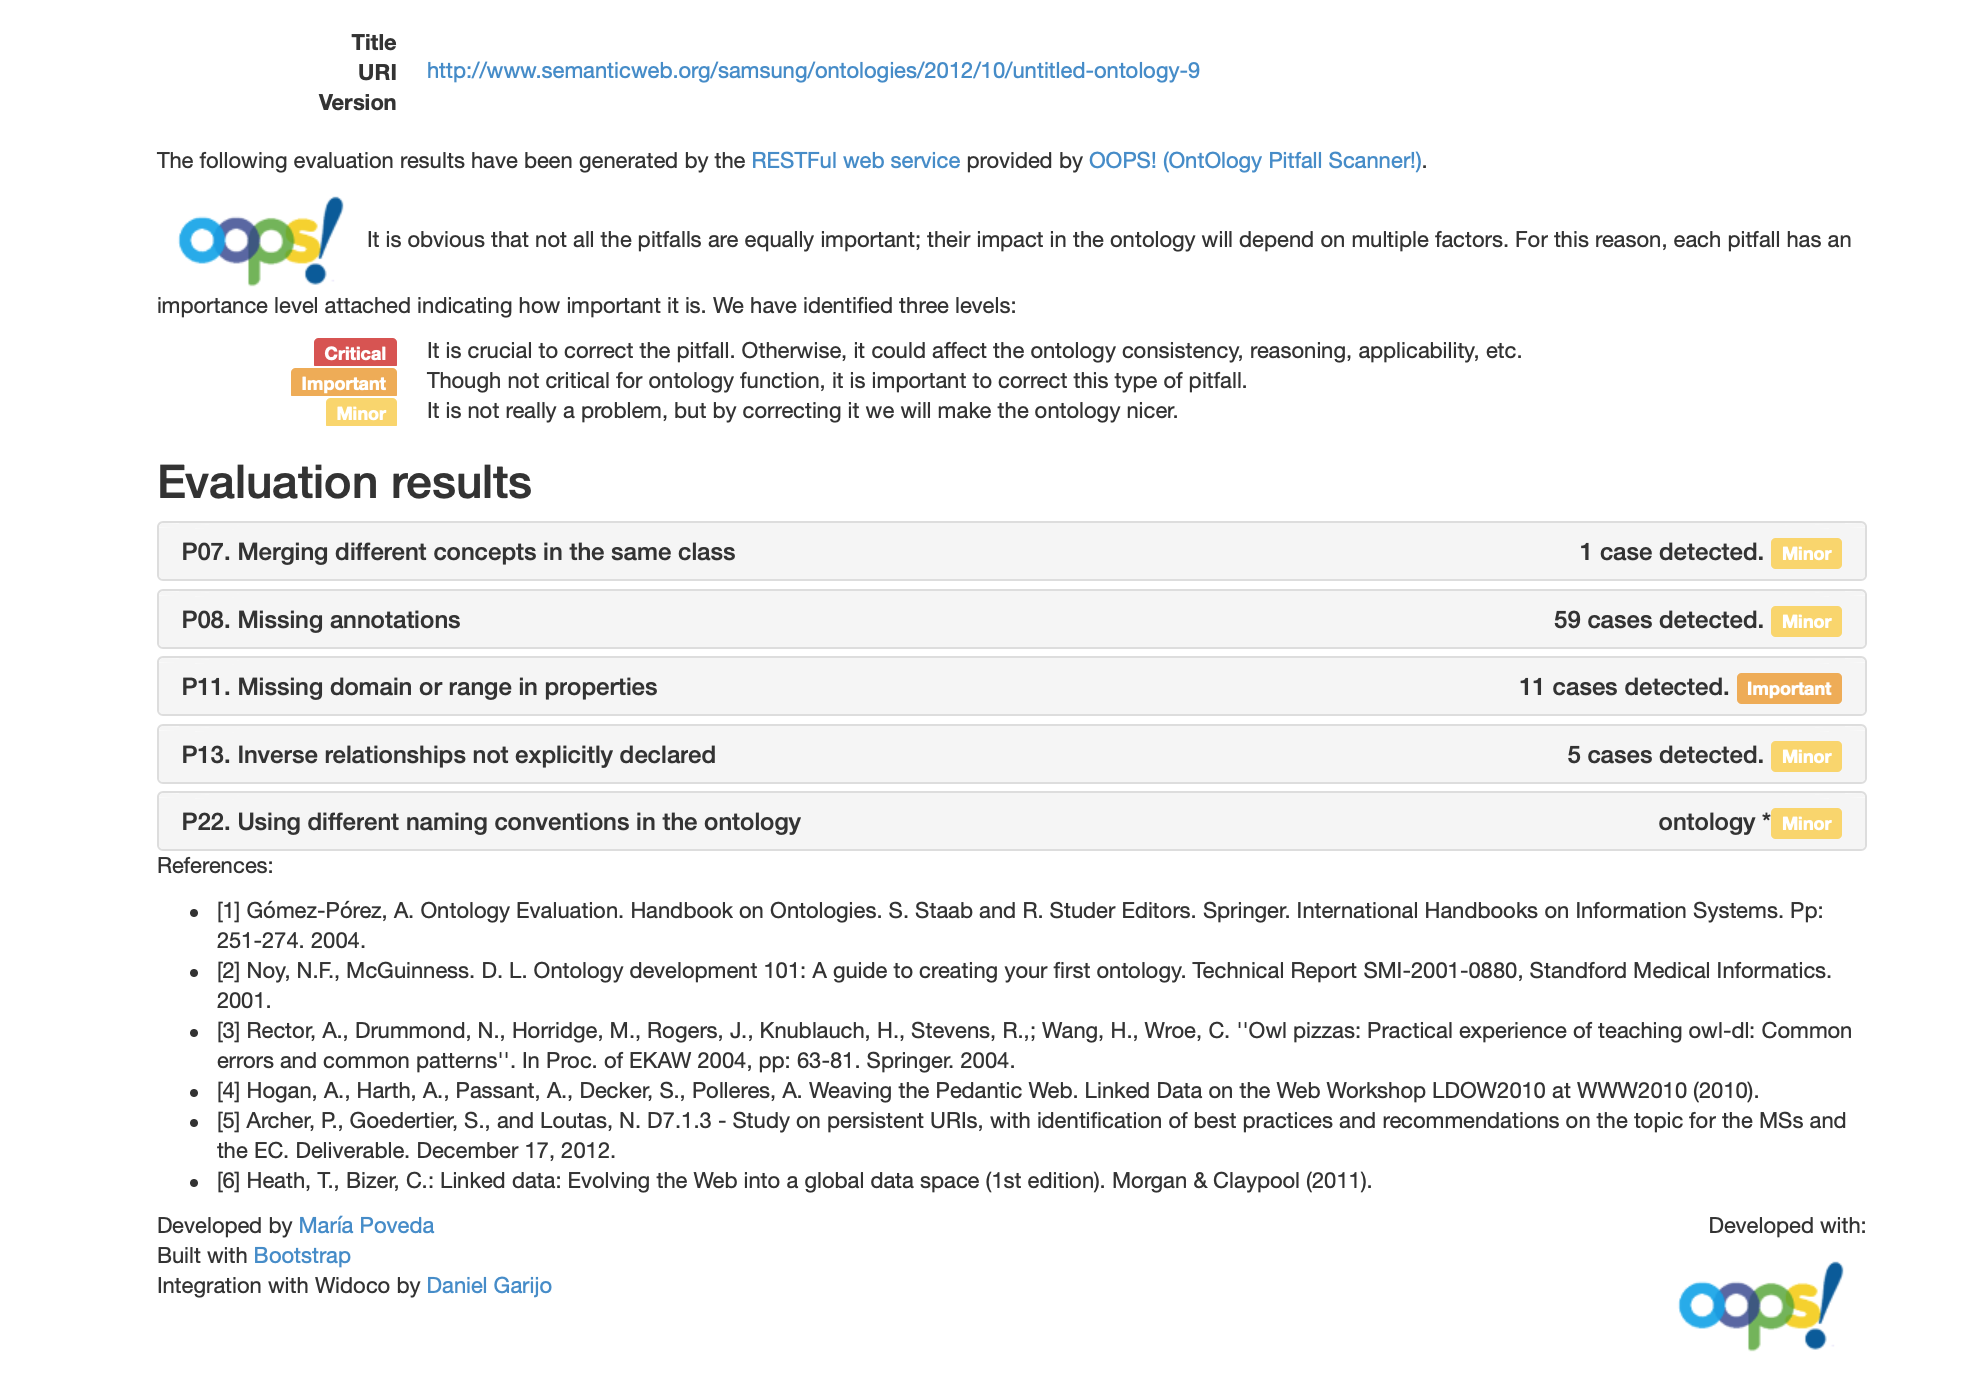 Title
URI http://www.semanticweb.org/samsung/ontologies/2012/10/untitled-ontology-9
Version
The following evaluation results have been generated by the RESTFul web service provided by OOPS! (OntOlogy Pitfall Scanner!).
oops! It is obvious that not all the pitfalls are equally important; their impact in the ontology will depend on multiple factors. For this reason, each pitfall has an
importance level attached indicating how important it is. We have identified three levels:
Critical It is crucial to correct the pitfall. Otherwise, it could affect the ontology consistency, reasoning, applicability, etc.
Important Though not critical for ontology function, it is important to correct this type of pitfall.
Minor It is not really a problem, but by correcting it we will make the ontology nicer.
Evaluation results
P07. Merging different concepts in the same class 1 case detected. Minor
P08. Missing annotations 59 cases detected. Minor
P11. Missing domain or range in properties 11 cases detected. Important
P13. Inverse relationships not explicitly declared 5 cases detected. Minor
P22. Using different naming conventions in the ontology ontology * Minor
References:
• [1] Gómez-Pórez, A. Ontology Evaluation. Handbook on Ontologies. S. Staab and R. Studer Editors. Springer. International Handbooks on Information Systems. Pp:
251-274. 2004.
• [2] Noy, N.F., McGuinness. D. L. Ontology development 101: A guide to creating your first ontology. Technical Report SMI-2001-0880, Standford Medical Informatics.
2001.
• [3] Rector, A., Drummond, N., Horridge, M., Rogers, J., Knublauch, H., Stevens, R.,; Wang, H., Wroe, C. ''Owl pizzas: Practical experience of teaching owl-dl: Common
errors and common patterns''. In Proc. of EKAW 2004, pp: 63-81. Springer. 2004.
• [4] Hogan, A., Harth, A., Passant, A., Decker, S., Polleres, A. Weaving the Pedantic Web. Linked Data on the Web Workshop LDOW2010 at WWW2010 (2010).
• [5] Archer, P., Goedertier, S., and Loutas, N. D7.1.3 - Study on persistent URIs, with identification of best practices and recommendations on the topic for the MSs and
the EC. Deliverable. December 17, 2012.
• [6] Heath, T., Bizer, C.: Linked data: Evolving the Web into a global data space (1st edition). Morgan & Claypool (2011).
Developed by María Poveda Developed with:
Built with Bootstrap
Integration with Widoco by Daniel Garijo
oops!